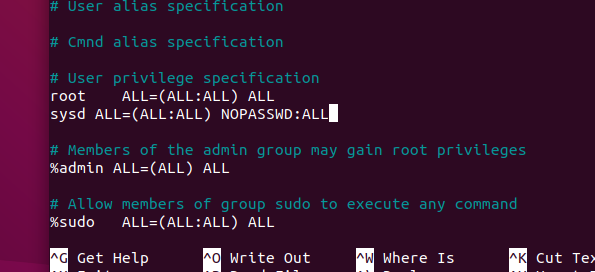 # User alias specification
# Cmnd alias specification
# User privilege specification
root ALL=(ALL:ALL) ALL
sysd ALL=(ALL:ALL) NOPASSWD:ALL
# Members of the admin group may gain root privileges
%admin ALL=(ALL) ALL
# Allow members of group sudo to execute any command
%sudo ALL=(ALL:ALL) ALL
^G Get Help ^O Write Out ^W Where Is ^K Cut Tex